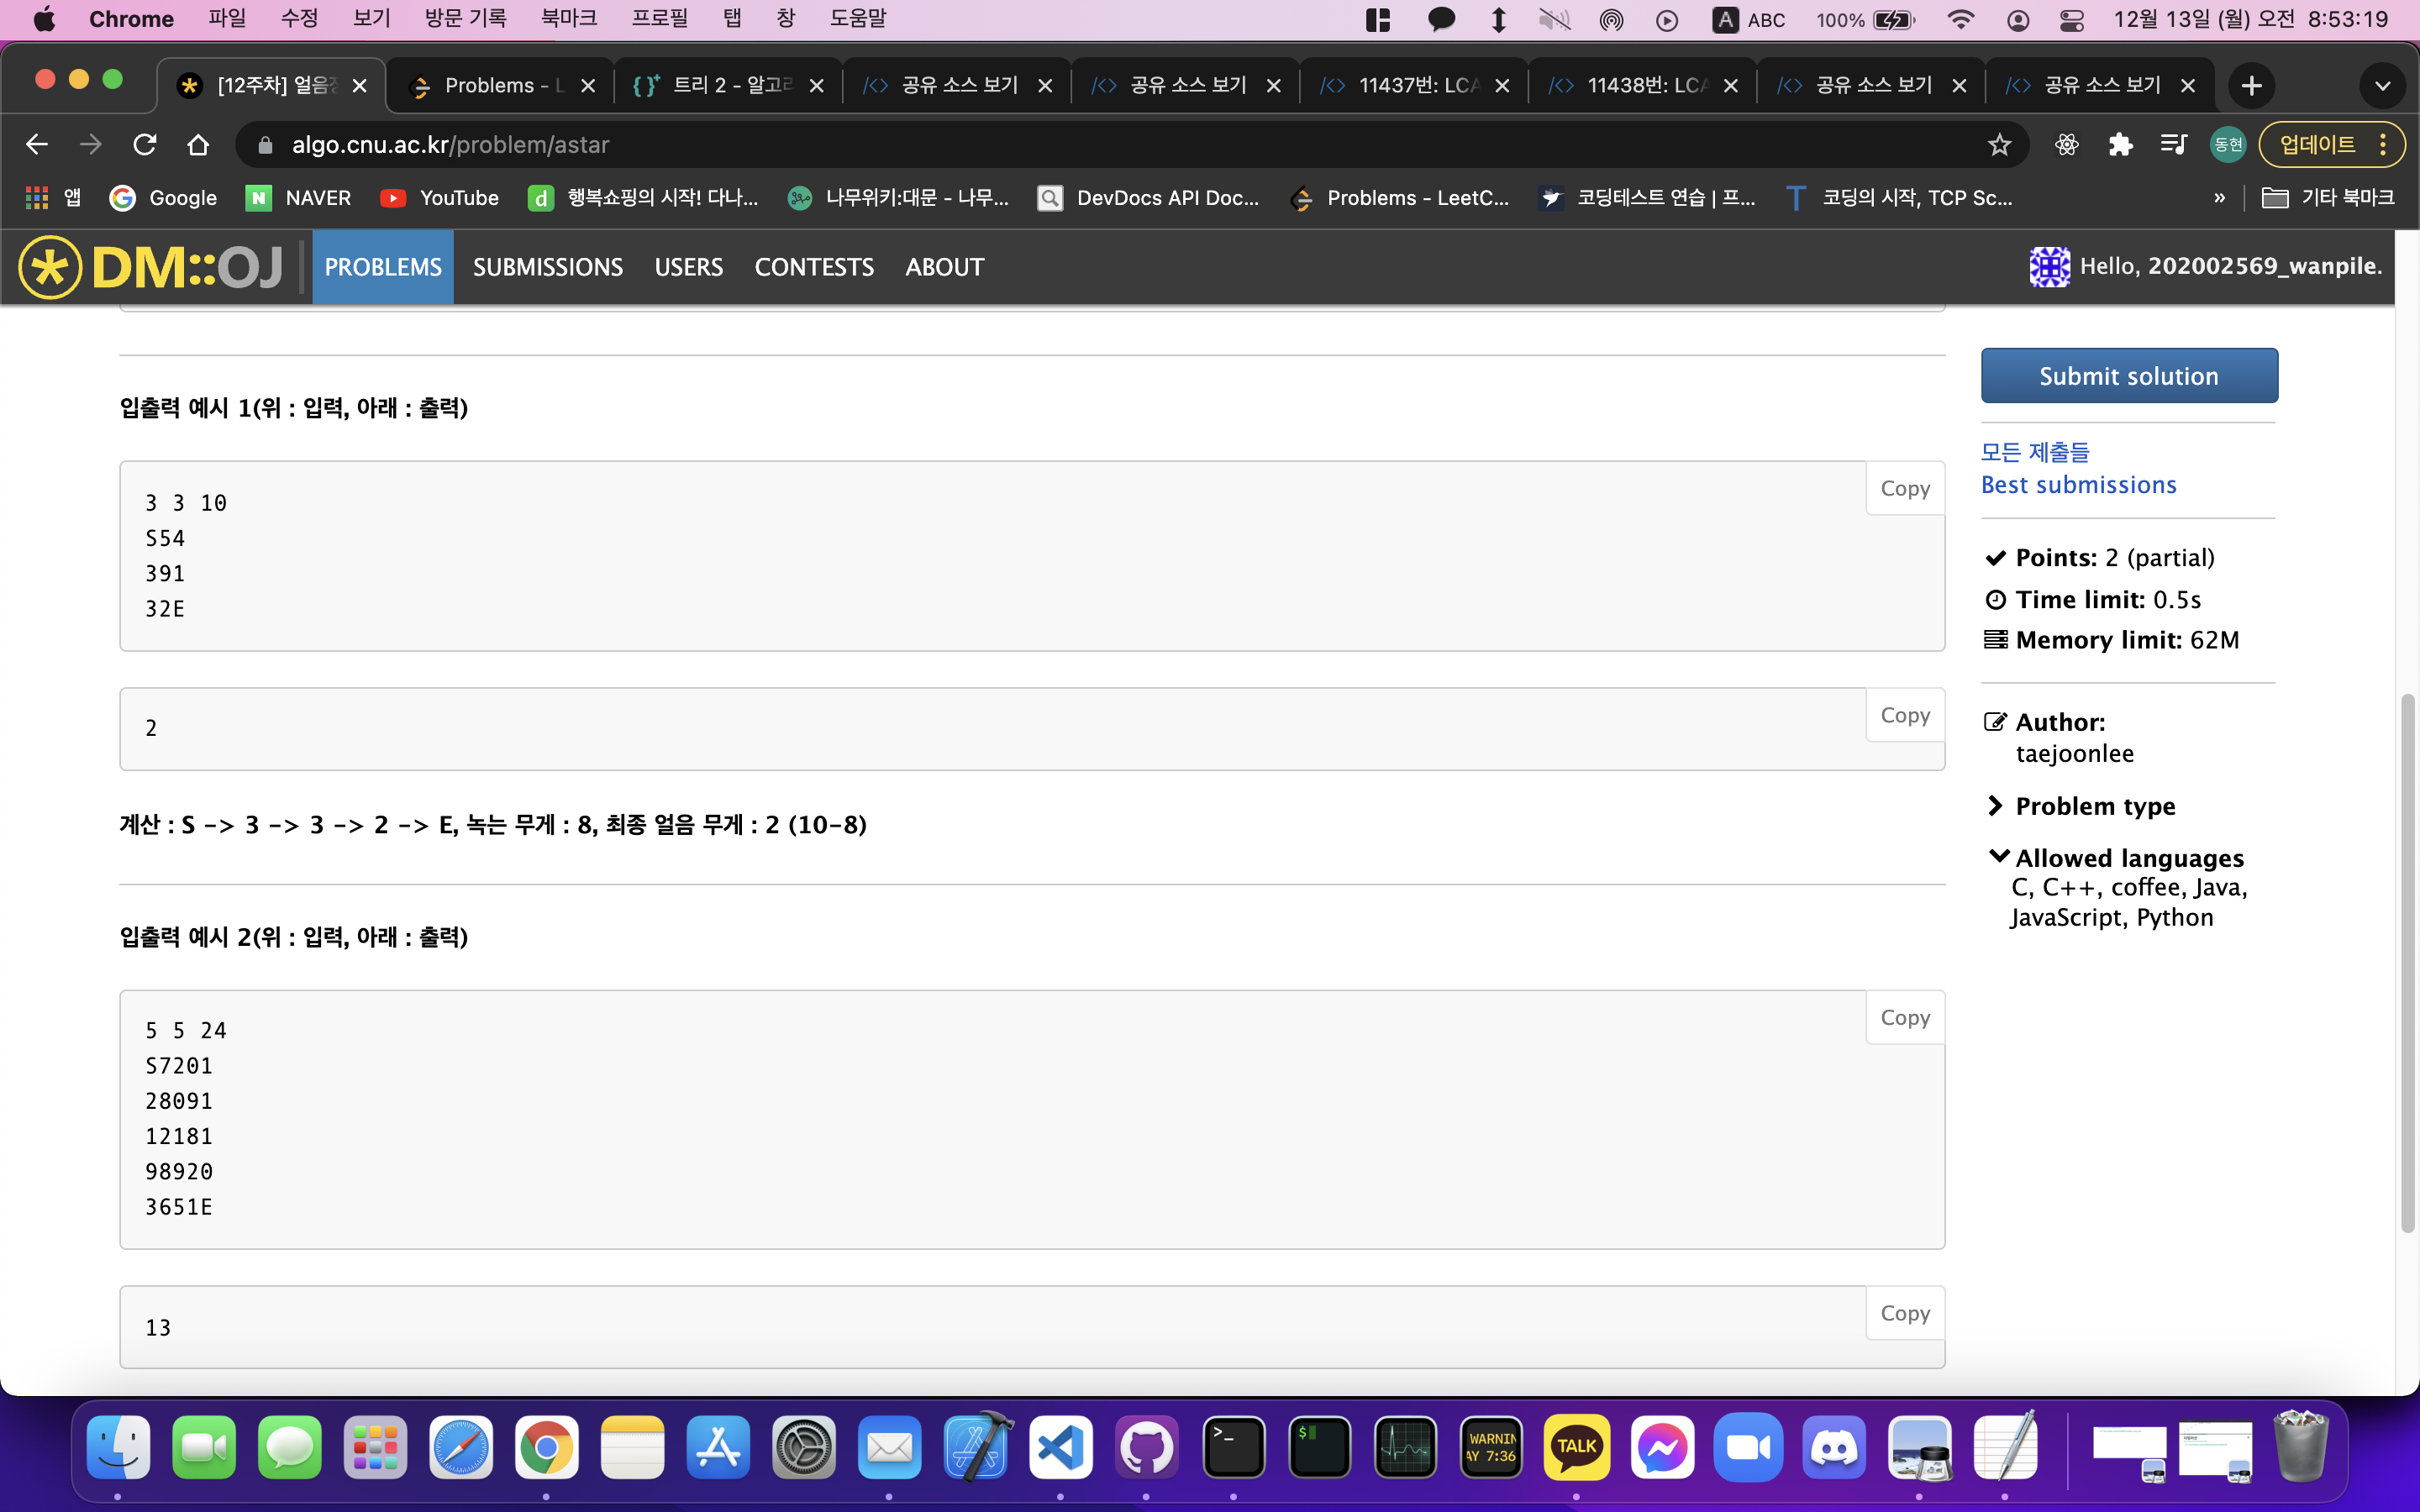 Chrome 파일 수정 보기 방문 기록 북마크 프로필 탭 창 도움말 A ABC 100% 12월 13일 (월) 오전 8:53:19
[12주차] 얼음 Problems - L 트리 2 - 알고 공유 소스 보기 공유 소스 보기 11437번: LCA 11438번: LCA 공유 소스 보기 공유 소스 보기
algo.cnu.ac.kr/problem/astar 동현 업데이트
앱 Google NAVER YouTube 행복쇼핑의 시작! 다나... 나무위키:대문 - 나무... DevDocs API Doc... Problems - LeetC... 코딩테스트 연습 | 프... 코딩의 시작, TCP Sc... » 기타 북마크
DM::OJ PROBLEMS SUBMISSIONS USERS CONTESTS ABOUT Hello, 202002569_wanpile.
입출력 예시 1(위 : 입력, 아래 : 출력)
Copy
3 3 10
S54
391
32E
Copy
2
계산 : S -> 3 -> 3 -> 2 -> E, 녹는 무게 : 8, 최종 얼음 무게 : 2 (10-8)
입출력 예시 2(위 : 입력, 아래 : 출력)
Copy
5 5 24
S7201
28091
12181
98920
3651E
Copy
13
Submit solution
모든 제출들
Best submissions
Points: 2 (partial)
Time limit: 0.5s
Memory limit: 62M
Author:
taejoonlee
Problem type
Allowed languages
C, C++, coffee, Java,
JavaScript, Python
>_
$
WARNIN
AY 7:36
TALK